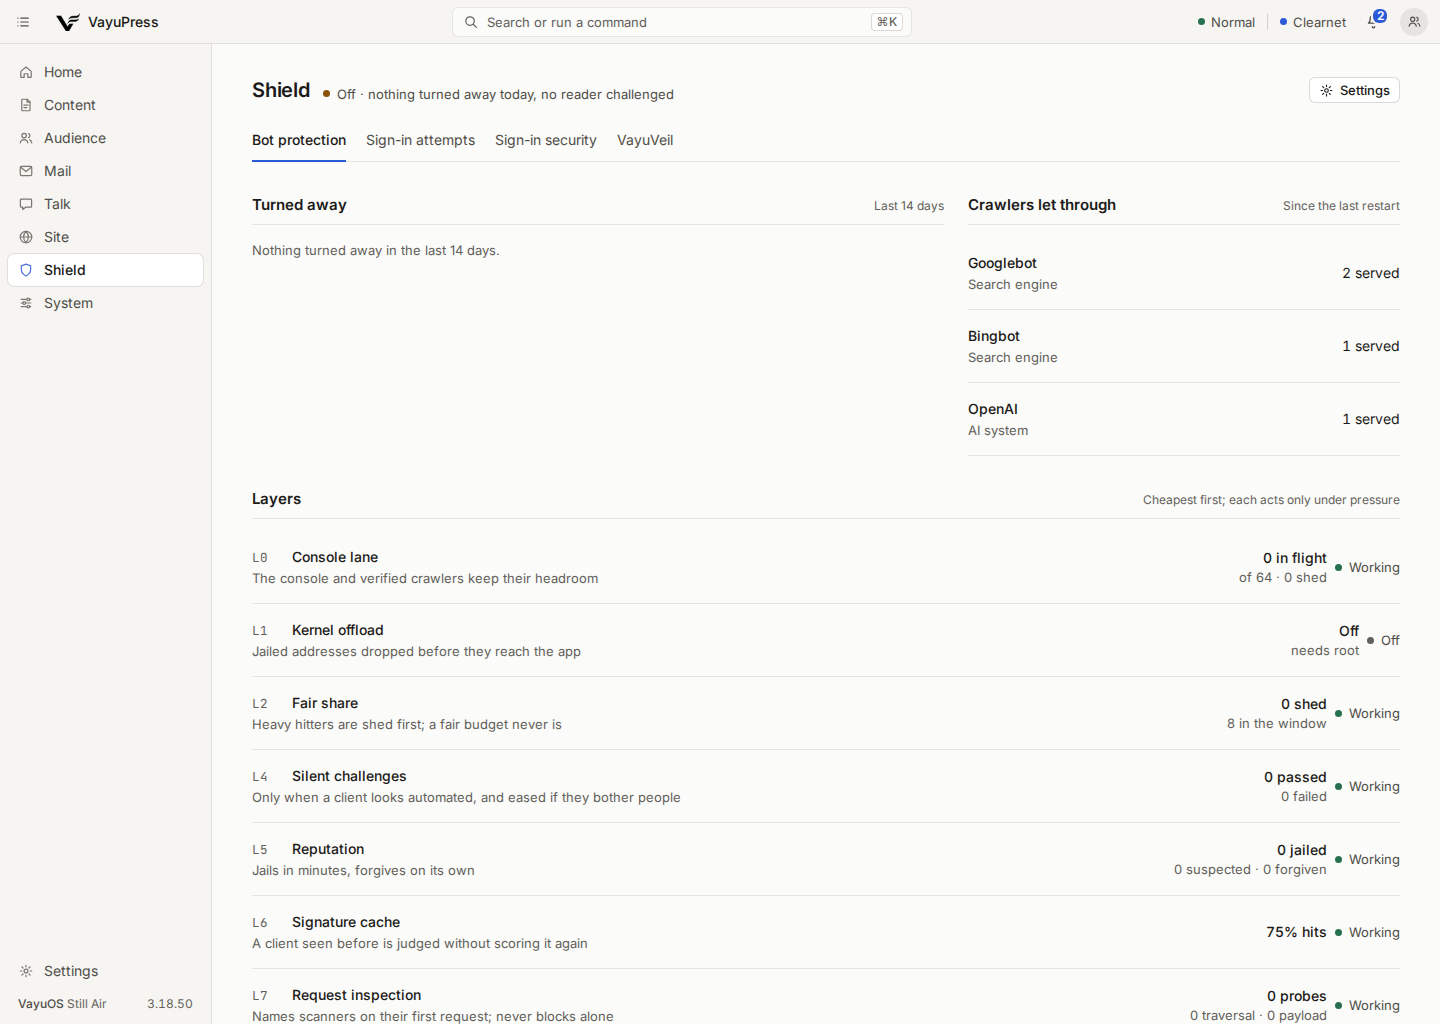 VayuPress
Search or run a command
⌘K
Normal
Clearnet
2
Home
Content
Audience
Mail
Talk
Site
Shield
System
Settings
VayuOS Still Air
3.18.50
Shield
Off · nothing turned away today, no reader challenged
Settings
Bot protection
Sign-in attempts
Sign-in security
VayuVeil
Turned away
Last 14 days
Nothing turned away in the last 14 days.
Crawlers let through
Since the last restart
Googlebot
Search engine
2 served
Bingbot
Search engine
1 served
OpenAI
AI system
1 served
Layers
Cheapest first; each acts only under pressure
L0 Console lane
The console and verified crawlers keep their headroom
0 in flight
of 64 · 0 shed
Working
L1 Kernel offload
Jailed addresses dropped before they reach the app
Off
needs root
Off
L2 Fair share
Heavy hitters are shed first; a fair budget never is
0 shed
8 in the window
Working
L4 Silent challenges
Only when a client looks automated, and eased if they bother people
0 passed
0 failed
Working
L5 Reputation
Jails in minutes, forgives on its own
0 jailed
0 suspected · 0 forgiven
Working
L6 Signature cache
A client seen before is judged without scoring it again
75% hits
Working
L7 Request inspection
Names scanners on their first request; never blocks alone
0 probes
0 traversal · 0 payload
Working